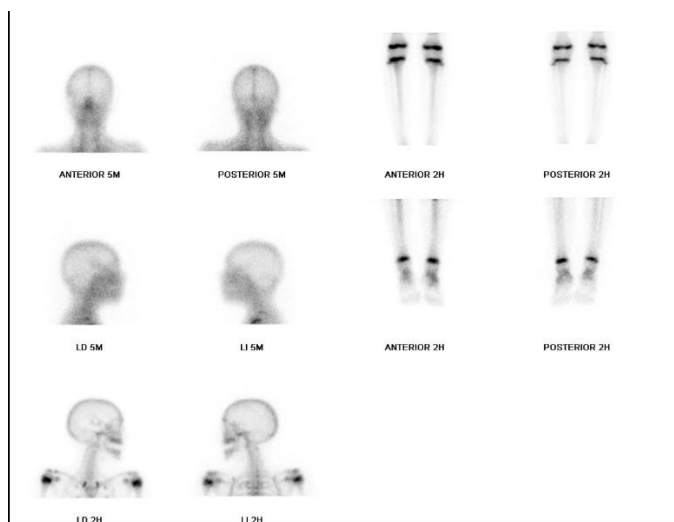 ANTERIOR 5M
POSTERIOR 5M
ANTERIOR 2H
POSTERIOR 2H
LD 5M
LI 5M
ANTERIOR 2H
POSTERIOR 2H
LD 2H
LI 2H